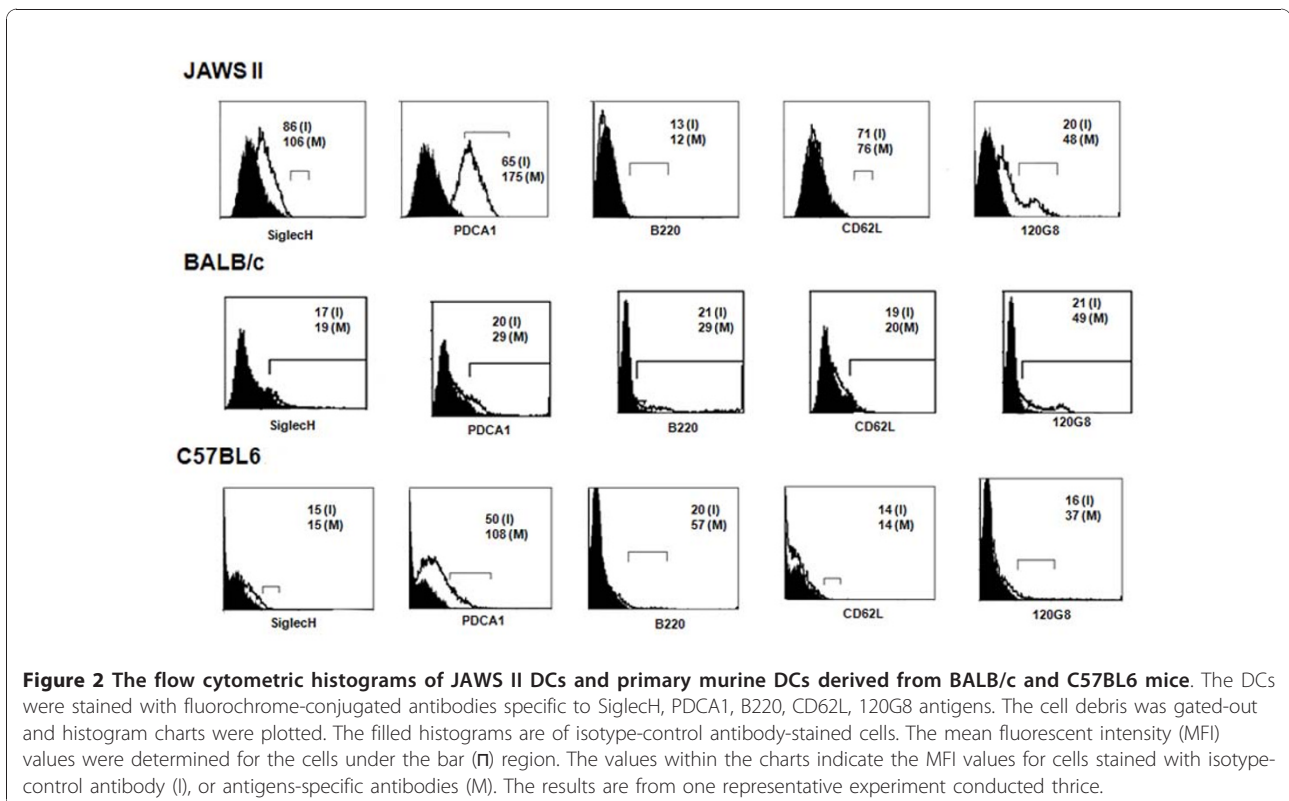 JAWS II
86 (I)
106 (M)
SiglecH
65 (I)
175 (M)
PDCA1
13 (I)
12 (M)
B220
71 (I)
76 (M)
CD62L
20 (I)
48 (M)
120G8
BALB/c
17 (I)
19 (M)
SiglecH
20 (I)
29 (M)
PDCA1
21 (I)
29 (M)
B220
19 (I)
20(M)
CD62L
21 (I)
49 (M)
120G8
C57BL6
15 (I)
15 (M)
SiglecH
50 (I)
108 (M)
PDCA1
20 (I)
57 (M)
B220
14 (I)
14 (M)
CD62L
16 (I)
37 (M)
120G8
Figure 2 The flow cytometric histograms of JAWS II DCs and primary murine DCs derived from BALB/c and C57BL6 mice. The DCs
were stained with fluorochrome-conjugated antibodies specific to SiglecH, PDCA1, B220, CD62L, 120G8 antigens. The cell debris was gated-out
and histogram charts were plotted. The filled histograms are of isotype-control antibody-stained cells. The mean fluorescent intensity (MFI)
values were determined for the cells under the bar (Π) region. The values within the charts indicate the MFI values for cells stained with isotype-
control antibody (I), or antigens-specific antibodies (M). The results are from one representative experiment conducted thrice.